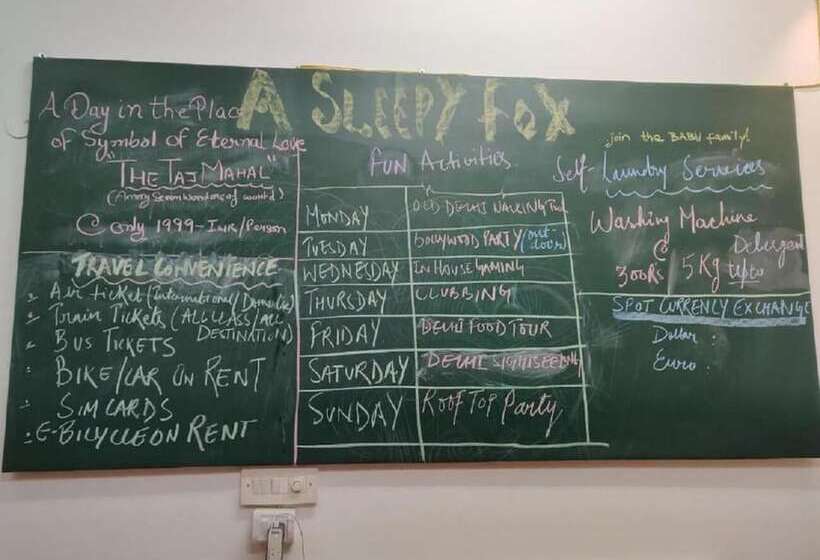 A SLEEPY FOX
A Day in the Place
of Symbol of Eternal Love
"THE TAJ MAHAL"
(Among Seven wonders of world)
@ only 1999-INR/Person
TRAVEL CONVENIENCE
Air ticket (International/Domestic)
Train Tickets (ALL CLASS/ALL
DESTINATION)
BUS TICKETS
BIKE/CAR ON RENT
SIM CARDS
E-BICYCLE ON RENT
FUN Activities
MONDAY OLD DELHI WALKING
TUESDAY BOLLYWOOD PARTY (out-
door)
WEDNESDAY IN HOUSE GAMING
THURSDAY CLUBBING
FRIDAY DELHI FOOD TOUR
SATURDAY DELHI SIGHTSEEING
SUNDAY ROOF TOP Party
join the BABU family!
Self-Laundry Services
Washing Machine
@ Detergent
300Rs/5Kg Upto
SPOT CURRENCY EXCHANGE
Dollar :
Euro :